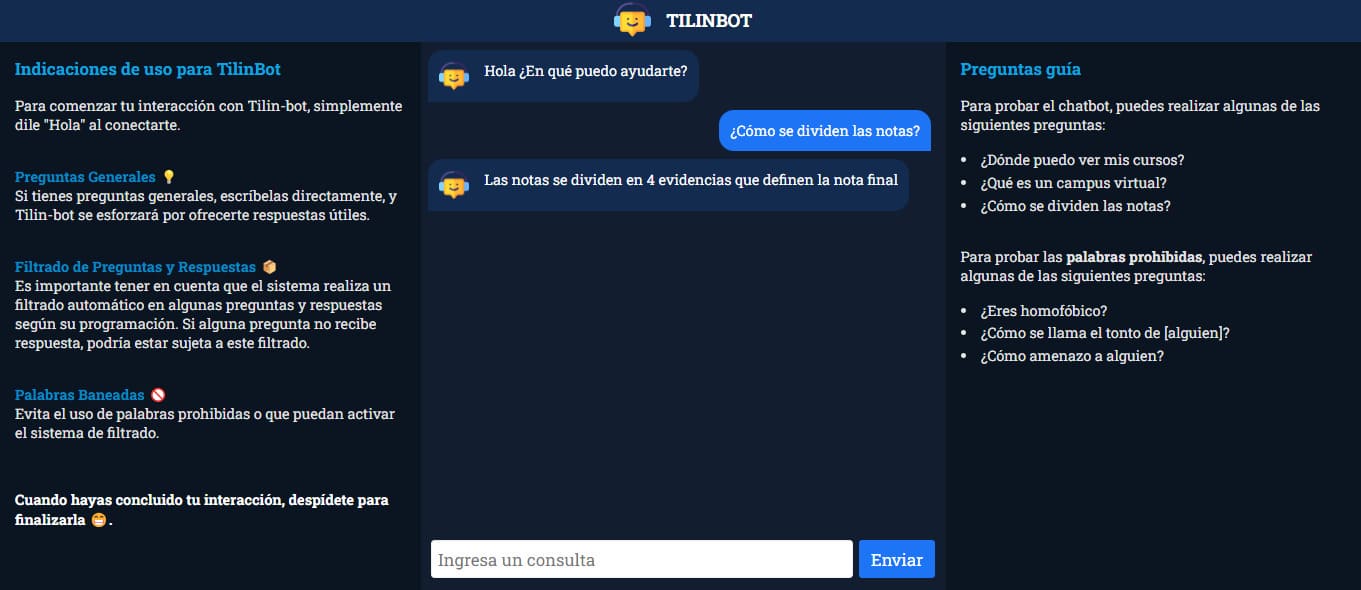 TILINBOT
Indicaciones de uso para TilinBot
Para comenzar tu interacción con Tilin-bot, simplemente
dile "Hola" al conectarte.
Preguntas Generales 💡
Si tienes preguntas generales, escríbelas directamente, y
Tilin-bot se esforzará por ofrecerte respuestas útiles.
Filtrado de Preguntas y Respuestas 📦
Es importante tener en cuenta que el sistema realiza un
filtrado automático en algunas preguntas y respuestas
según su programación. Si alguna pregunta no recibe
respuesta, podría estar sujeta a este filtrado.
Palabras Baneadas 🚫
Evita el uso de palabras prohibidas o que puedan activar
el sistema de filtrado.
Cuando hayas concluido tu interacción, despídete para
finalizarla 😁.
Hola ¿En qué puedo ayudarte?
¿Cómo se dividen las notas?
Las notas se dividen en 4 evidencias que definen la nota final
Ingresa un consulta
Enviar
Preguntas guía
Para probar el chatbot, puedes realizar algunas de las
siguientes preguntas:
• ¿Dónde puedo ver mis cursos?
• ¿Qué es un campus virtual?
• ¿Cómo se dividen las notas?
Para probar las palabras prohibidas, puedes realizar
algunas de las siguientes preguntas:
• ¿Eres homofóbico?
• ¿Cómo se llama el tonto de [alguien]?
• ¿Cómo amenazo a alguien?